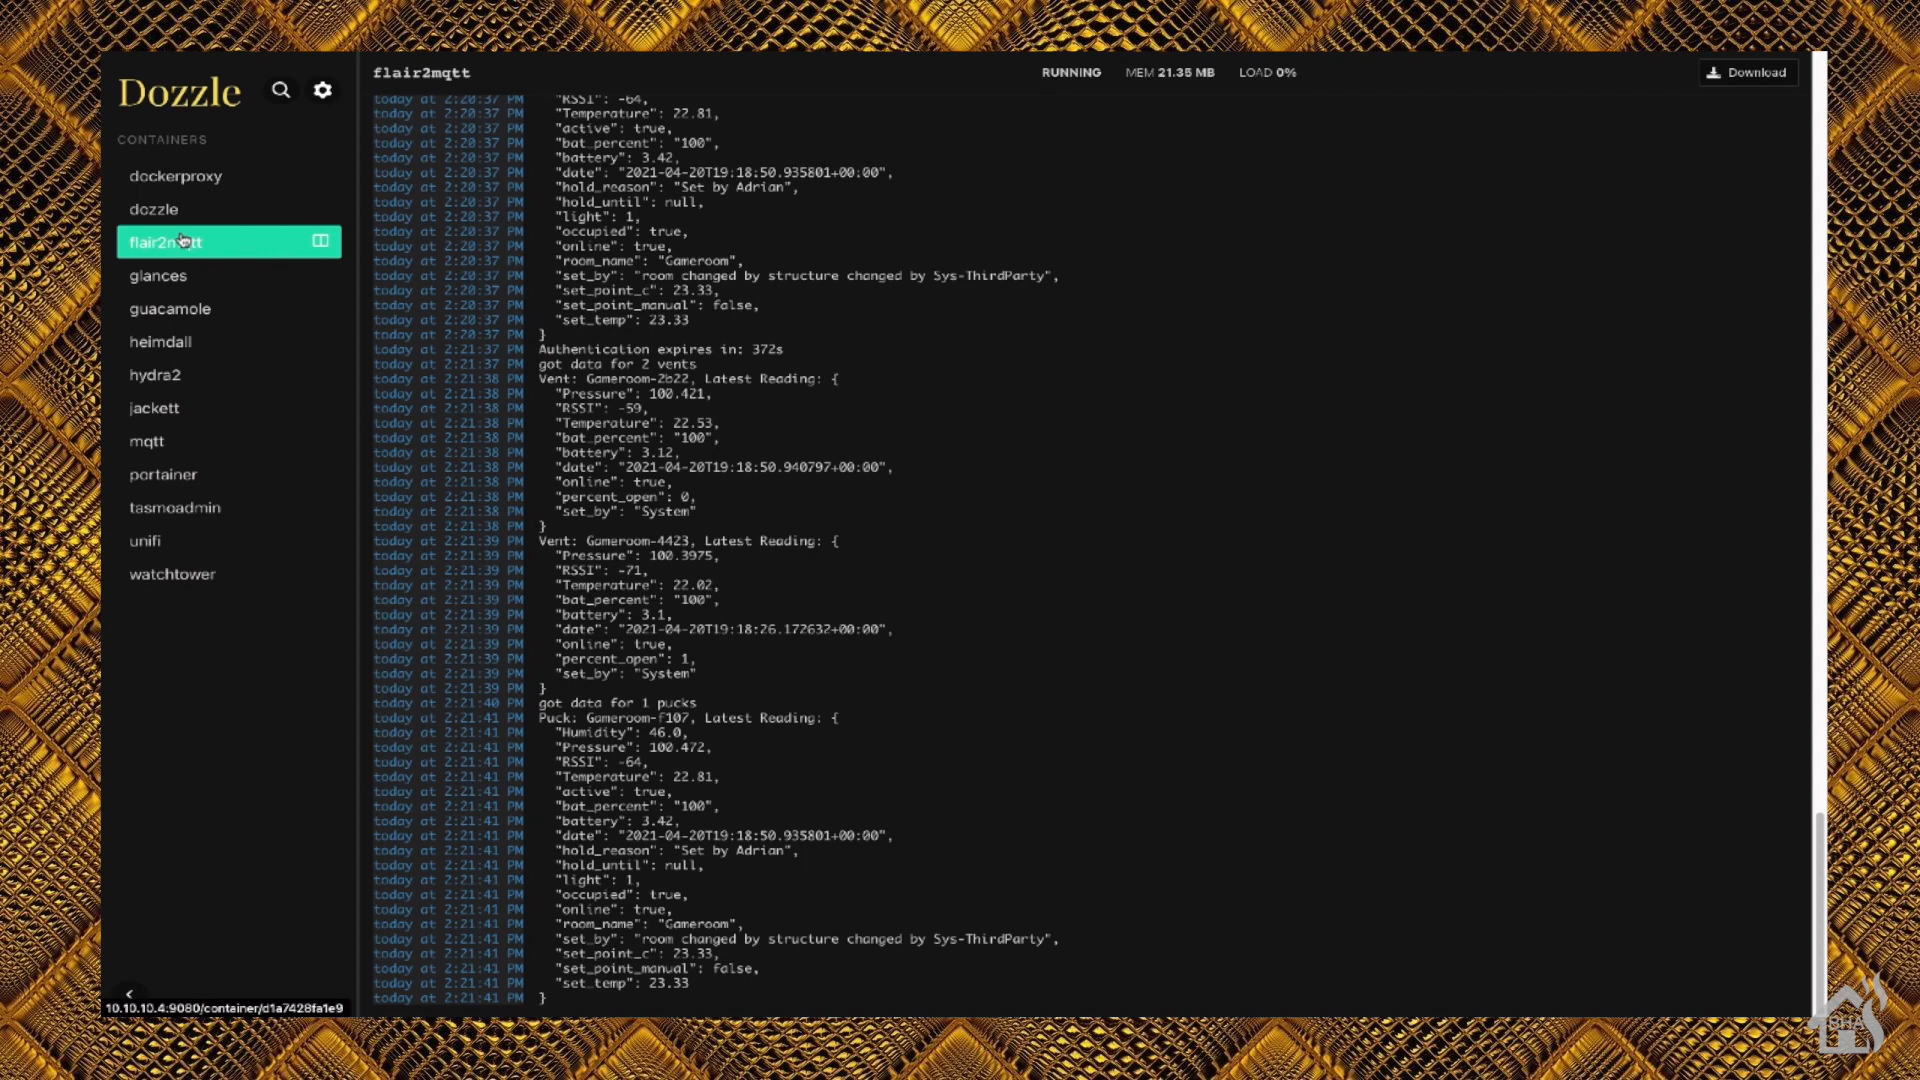 Dozzle
CONTAINERS
dockerproxy
dozzle
flair2mqtt
glances
guacamole
heimdall
hydra2
jackett
mqtt
portainer
tasmoadmin
unifi
watchtower
10.10.10.4:9080/container/d1a7428fa1e9
flair2mqtt
RUNNING MEM 21.35 MB LOAD 0%
Download
today at 2:20:37 PM "RSSI": -64,
today at 2:20:37 PM "Temperature": 22.81,
today at 2:20:37 PM "active": true,
today at 2:20:37 PM "bat_percent": "100",
today at 2:20:37 PM "battery": 3.42,
today at 2:20:37 PM "date": "2021-04-20T19:18:50.935801+00:00",
today at 2:20:37 PM "hold_reason": "Set by Adrian",
today at 2:20:37 PM "hold_until": null,
today at 2:20:37 PM "light": 1,
today at 2:20:37 PM "occupied": true,
today at 2:20:37 PM "online": true,
today at 2:20:37 PM "room_name": "Gameroom",
today at 2:20:37 PM "set_by": "room changed by structure changed by Sys-ThirdParty",
today at 2:20:37 PM "set_point_c": 23.33,
today at 2:20:37 PM "set_point_manual": false,
today at 2:20:37 PM "set_temp": 23.33
today at 2:20:37 PM }
today at 2:21:37 PM Authentication expires in: 372s
today at 2:21:37 PM got data for 2 vents
today at 2:21:38 PM Vent: Gameroom-2b22, Latest Reading: {
today at 2:21:38 PM "Pressure": 100.421,
today at 2:21:38 PM "RSSI": -59,
today at 2:21:38 PM "Temperature": 22.53,
today at 2:21:38 PM "bat_percent": "100",
today at 2:21:38 PM "battery": 3.12,
today at 2:21:38 PM "date": "2021-04-20T19:18:50.940797+00:00",
today at 2:21:38 PM "online": true,
today at 2:21:38 PM "percent_open": 0,
today at 2:21:38 PM "set_by": "System"
today at 2:21:38 PM }
today at 2:21:39 PM Vent: Gameroom-4423, Latest Reading: {
today at 2:21:39 PM "Pressure": 100.3975,
today at 2:21:39 PM "RSSI": -71,
today at 2:21:39 PM "Temperature": 22.02,
today at 2:21:39 PM "bat_percent": "100",
today at 2:21:39 PM "battery": 3.1,
today at 2:21:39 PM "date": "2021-04-20T19:18:26.172632+00:00",
today at 2:21:39 PM "online": true,
today at 2:21:39 PM "percent_open": 1,
today at 2:21:39 PM "set_by": "System"
today at 2:21:39 PM }
today at 2:21:40 PM got data for 1 pucks
today at 2:21:41 PM Puck: Gameroom-f107, Latest Reading: {
today at 2:21:41 PM "Humidity": 46.0,
today at 2:21:41 PM "Pressure": 100.472,
today at 2:21:41 PM "RSSI": -64,
today at 2:21:41 PM "Temperature": 22.81,
today at 2:21:41 PM "active": true,
today at 2:21:41 PM "bat_percent": "100",
today at 2:21:41 PM "battery": 3.42,
today at 2:21:41 PM "date": "2021-04-20T19:18:50.935801+00:00",
today at 2:21:41 PM "hold_reason": "Set by Adrian",
today at 2:21:41 PM "hold_until": null,
today at 2:21:41 PM "light": 1,
today at 2:21:41 PM "occupied": true,
today at 2:21:41 PM "online": true,
today at 2:21:41 PM "room_name": "Gameroom",
today at 2:21:41 PM "set_by": "room changed by structure changed by Sys-ThirdParty",
today at 2:21:41 PM "set_point_c": 23.33,
today at 2:21:41 PM "set_point_manual": false,
today at 2:21:41 PM "set_temp": 23.33
today at 2:21:41 PM }
BHA